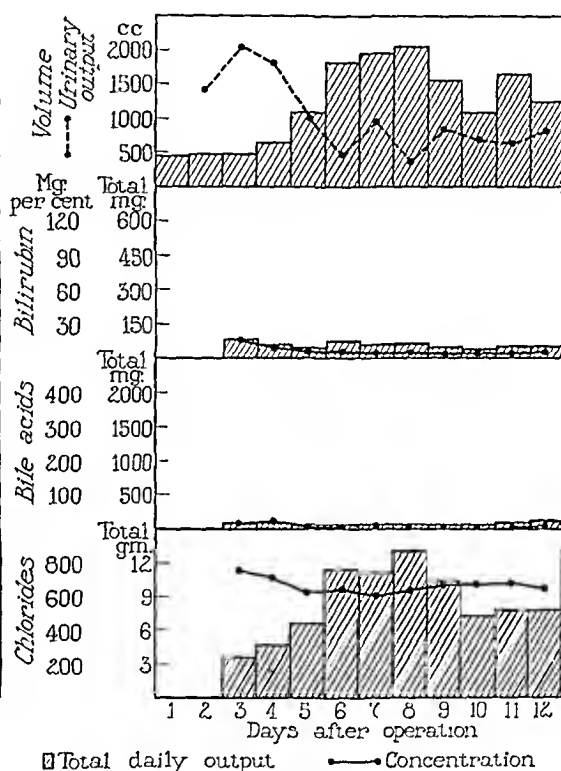 cc
Volume
Urinary output
2000
1500
1000
500
Mg. per cent
Total mg.
Bilirubin
120
90
60
30
600
450
300
150
Total mg.
Bile acids
400
300
200
100
2000
1500
1000
500
Total gm.
Chlorides
800
600
400
200
12
9
6
3
1 2 3 4 5 6 7 8 9 10 11 12
Days after operation
Total daily output
Concentration